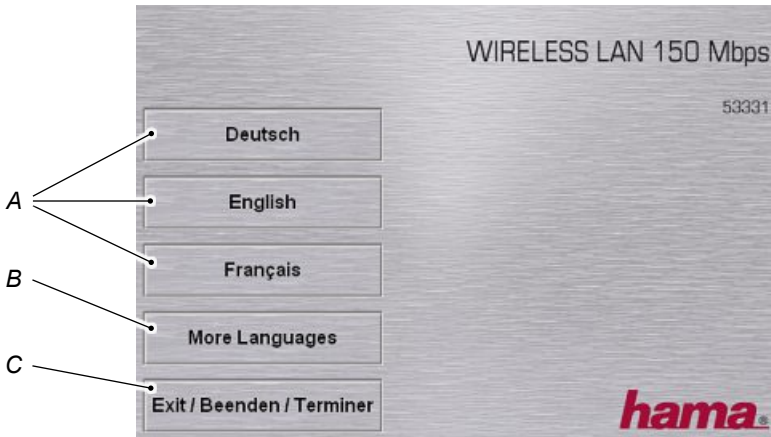 WIRELESS LAN 150 Mbps
53331
Deutsch
A
English
Français
B
More Languages
C
Exit / Beenden / Terminer
hama®